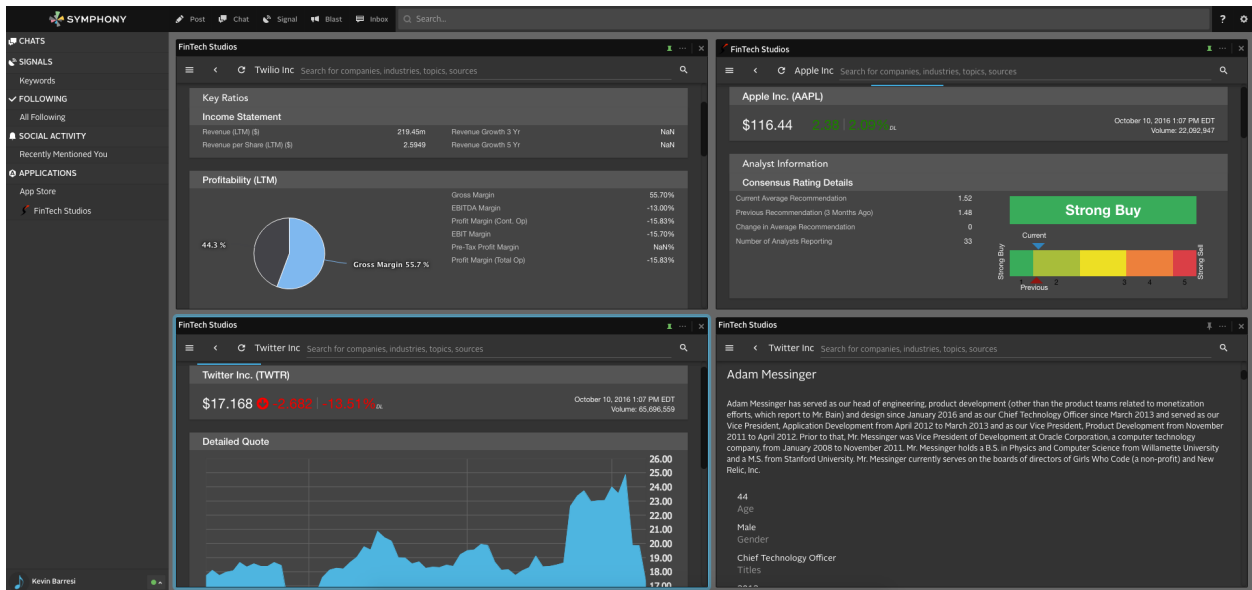 SYMPHONY
Post Chat Signal Blast Inbox Search...
?
CHATS
SIGNALS
Keywords
FOLLOWING
All Following
SOCIAL ACTIVITY
Recently Mentioned You
APPLICATIONS
App Store
FinTech Studios
Kevin Barresi
FinTech Studios
Twilio Inc Search for companies, industries, topics, sources
Key Ratios
Income Statement
Revenue (LTM) ($) 219.45m Revenue Growth 3 Yr NaN
Revenue per Share (LTM) ($) 2.5949 Revenue Growth 5 Yr NaN
Profitability (LTM)
Gross Margin 55.70%
EBITDA Margin -13.00%
Profit Margin (Cont. Op) -15.83%
EBIT Margin -15.70%
Pre-Tax Profit Margin NaN%
Profit Margin (Total Op) -15.83%
44.3 %
Gross Margin 55.7 %
FinTech Studios
Apple Inc Search for companies, industries, topics, sources
Apple Inc. (AAPL)
$116.44 2.38 | 2.09% DL
October 10, 2016 1:07 PM EDT
Volume: 22,092,947
Analyst Information
Consensus Rating Details
Current Average Recommendation 1.52
Previous Recommendation (3 Months Ago) 1.48
Change in Average Recommendation 0
Number of Analysts Reporting 33
Strong Buy
Current
Strong Buy
Strong Sell
1 2 3 4 5
Previous
FinTech Studios
Twitter Inc Search for companies, industries, topics, sources
Twitter Inc. (TWTR)
$17.168 -2.682 | -13.51% DL
October 10, 2016 1:07 PM EDT
Volume: 65,696,559
Detailed Quote
26.00
25.00
24.00
23.00
22.00
21.00
20.00
19.00
18.00
17.00
FinTech Studios
Twitter Inc Search for companies, industries, topics, sources
Adam Messinger
Adam Messinger has served as our head of engineering, product development (other than the product teams related to monetization
efforts, which report to Mr. Bain) and design since January 2016 and as our Chief Technology Officer since March 2013 and served as our
Vice President, Application Development from April 2012 to March 2013 and as our Vice President, Product Development from November
2011 to April 2012. Prior to that, Mr. Messinger was Vice President of Development at Oracle Corporation, a computer technology
company, from January 2008 to November 2011. Mr. Messinger holds a B.S. in Physics and Computer Science from Willamette University
and a M.S. from Stanford University. Mr. Messinger currently serves on the boards of directors of Girls Who Code (a non-profit) and New
Relic, Inc.
44
Age
Male
Gender
Chief Technology Officer
Titles